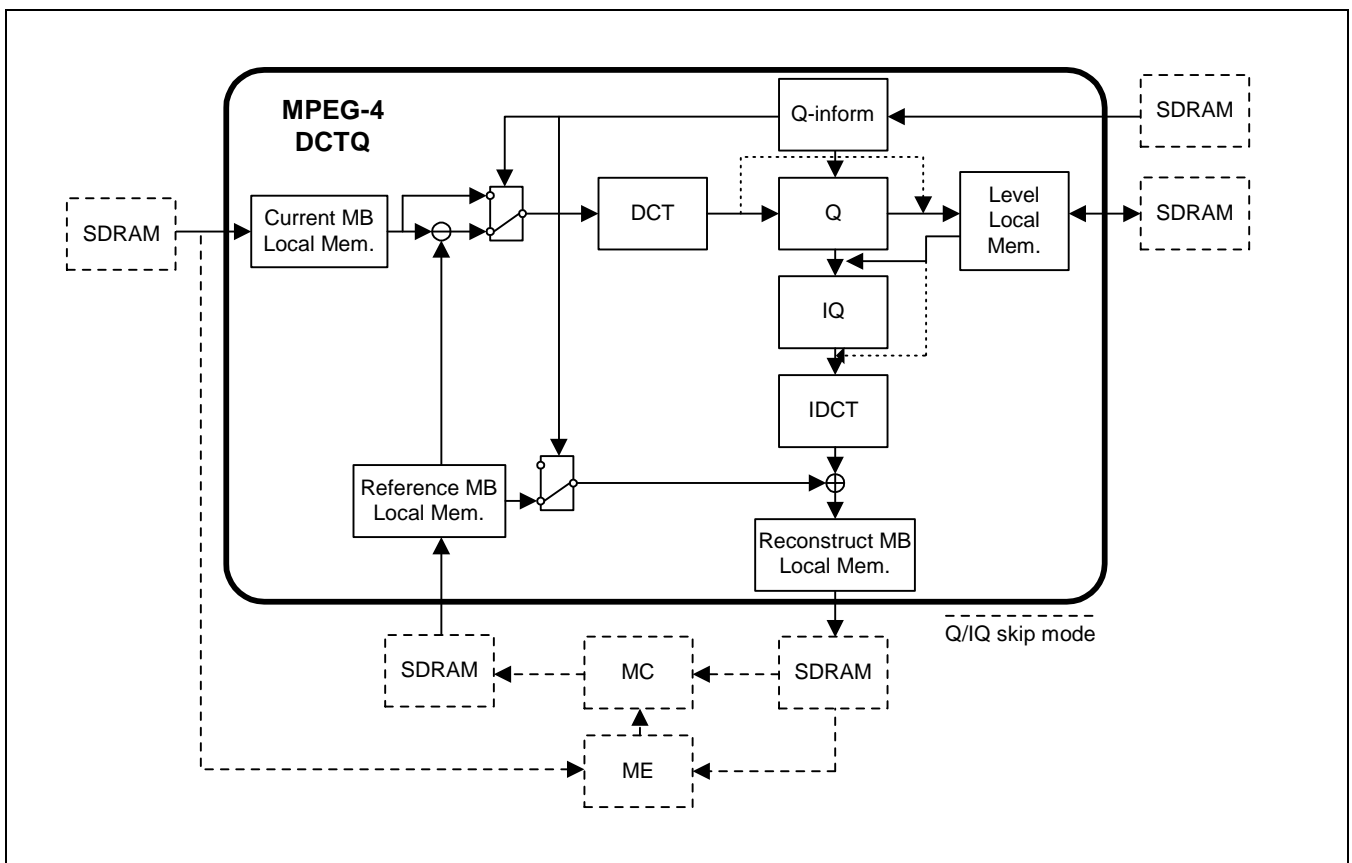 MPEG-4
DCTQ
Q-inform
SDRAM
SDRAM
Current MB
Local Mem.
DCT
Q
Level
Local
Mem.
SDRAM
IQ
IDCT
Reference MB
Local Mem.
Reconstruct MB
Local Mem.
Q/IQ skip mode
SDRAM
MC
SDRAM
ME